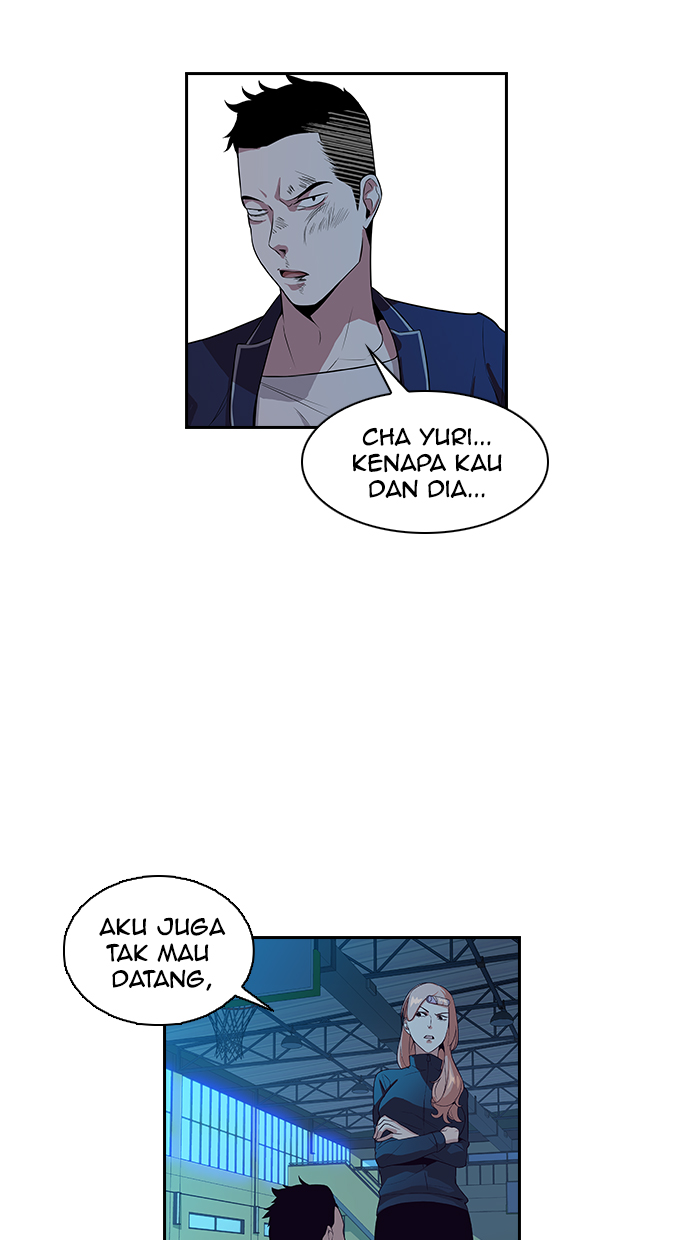 CHA YURI...
KENAPA KAU
DAN DIA...
AKU JUGA
TAK MAU
DATANG,